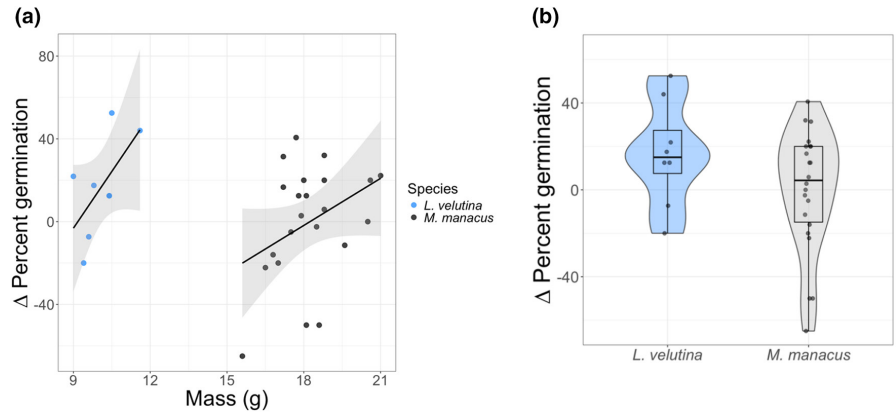 (a)
Δ Percent germination
80
40
0
-40
9
12
15
18
21
Mass (g)
Species
L. velutina
M. manacus
(b)
Δ Percent germination
40
0
-40
L. velutina
M. manacus